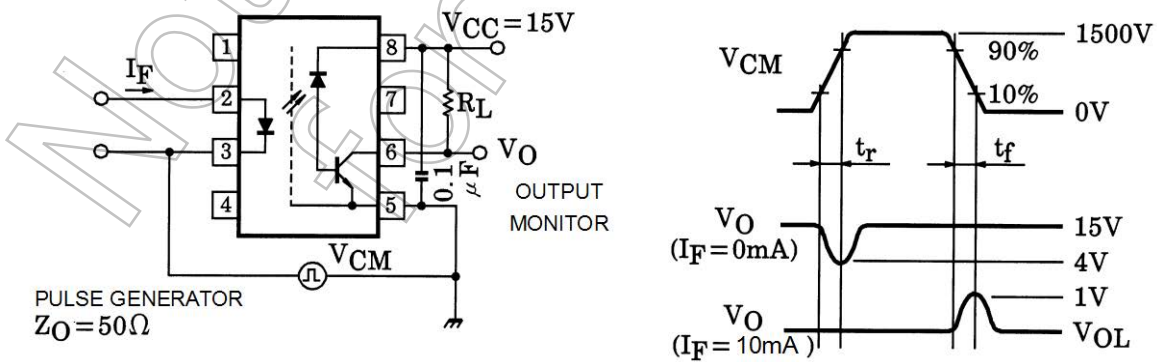 Not
for
V_CC=15V
I_F
1
8
2
7
R_L
3
6
V_O
4
5
0.1
μF
OUTPUT
MONITOR
V_CM
PULSE GENERATOR
Z_O=50Ω
V_CM
1500V
90%
10%
0V
t_r
t_f
V_O
(I_F=0mA)
15V
4V
1V
V_O
(I_F=10mA)
V_OL